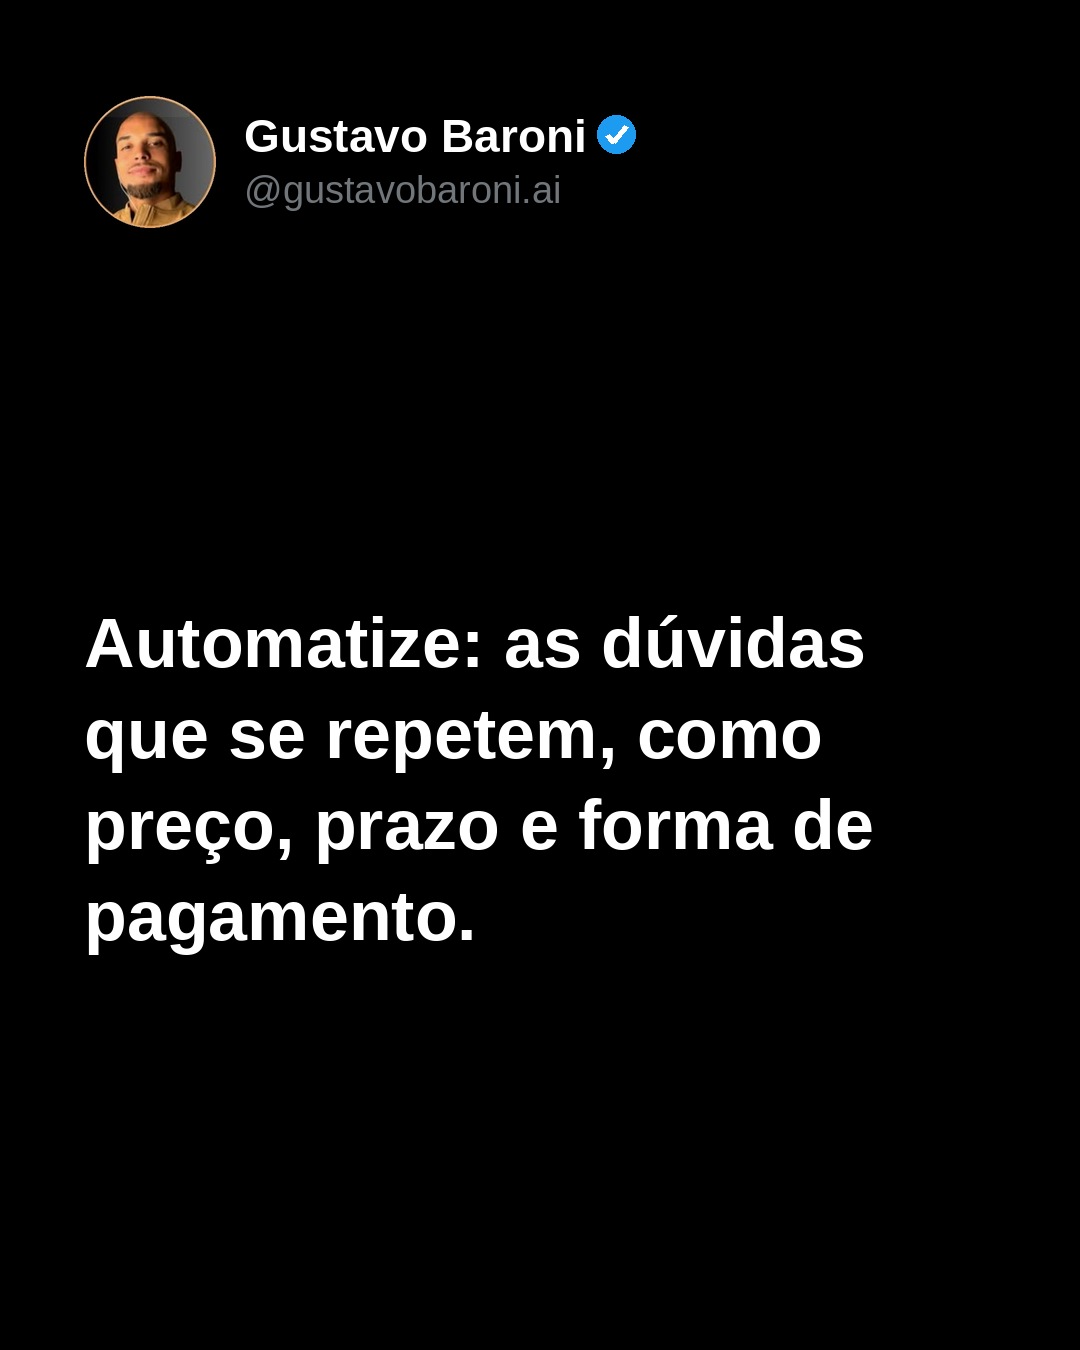 Gustavo Baroni
@gustavobaroni.ai
Automatize: as dúvidas
que se repetem, como
preço, prazo e forma de
pagamento.